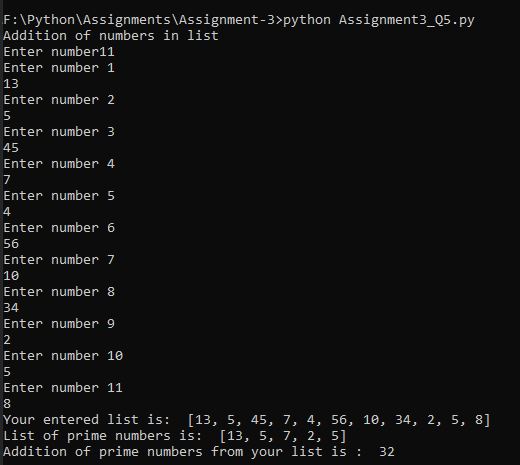 F:\Python\Assignments\Assignment-3>python Assignment3_Q5.py
Addition of numbers in list
Enter number11
Enter number 1
13
Enter number 2
5
Enter number 3
45
Enter number 4
7
Enter number 5
4
Enter number 6
56
Enter number 7
10
Enter number 8
34
Enter number 9
2
Enter number 10
5
Enter number 11
8
Your entered list is:  [13, 5, 45, 7, 4, 56, 10, 34, 2, 5, 8]
List of prime numbers is:  [13, 5, 7, 2, 5]
Addition of prime numbers from your list is :  32